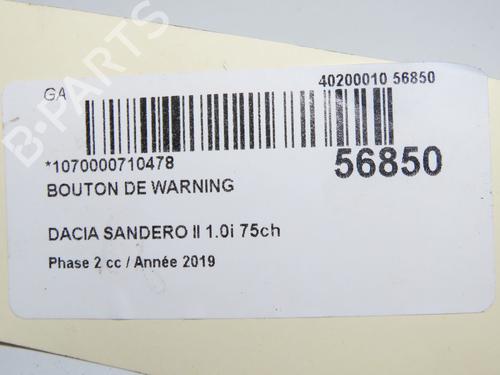 B-PARTS
GA
40200010 56850
*1070000710478
56850
BOUTON DE WARNING
DACIA SANDERO II 1.0i 75ch
Phase 2 cc / Année 2019